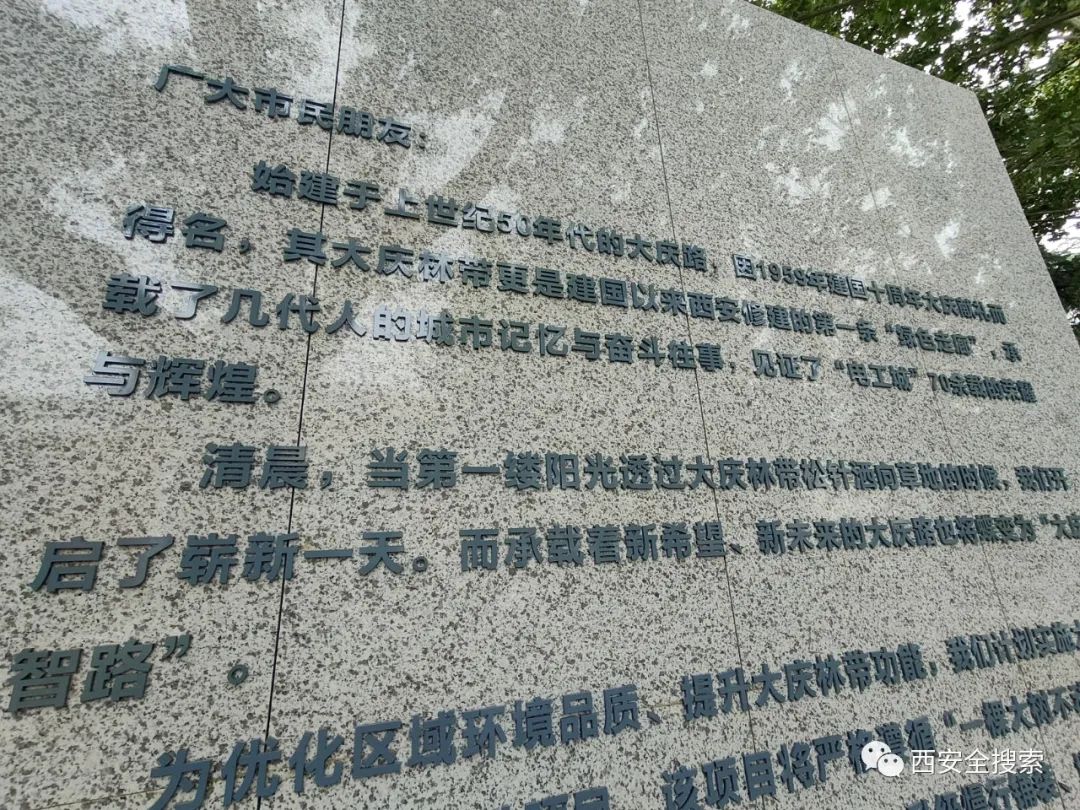 广大市民朋友：
始建于上世纪50年代的大庆路，因1959年建国十周年大庆献礼而
得名，其大庆林带更是建国以来西安修建的第一条“绿色走廊”，承
载了几代人的城市记忆与奋斗往事，见证了“电工城”70余载的荣耀
与辉煌。
清晨，当第一缕阳光透过大庆林带松针洒向草地的时候，我们开
启了崭新一天。而承载着新希望、新未来的大庆路也将蝶变为“大
智路”。
为优化区域环境品质、提升大庆林带功能，我们计划实施
该项目将严格遵循“一棵大树不
西安全搜索